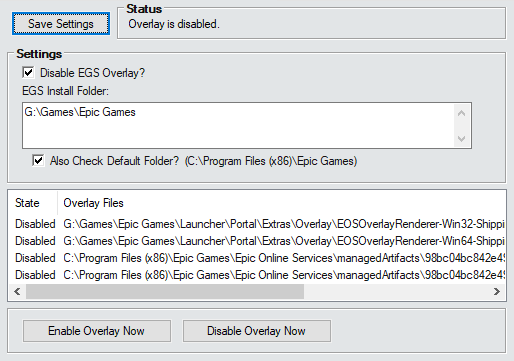 Save Settings
Status
Overlay is disabled.
Settings
Disable EGS Overlay?
EGS Install Folder:
G:\Games\Epic Games
Also Check Default Folder? (C:\Program Files (x86)\Epic Games)
State Overlay Files
Disabled G:\Games\Epic Games\Launcher\Portal\Extras\Overlay\EOSOverlayRenderer-Win32-Shippi
Disabled G:\Games\Epic Games\Launcher\Portal\Extras\Overlay\EOSOverlayRenderer-Win64-Shippi
Disabled C:\Program Files (x86)\Epic Games\Epic Online Services\managedArtifacts\98bc04bc842e49
Disabled C:\Program Files (x86)\Epic Games\Epic Online Services\managedArtifacts\98bc04bc842e49
Enable Overlay Now Disable Overlay Now